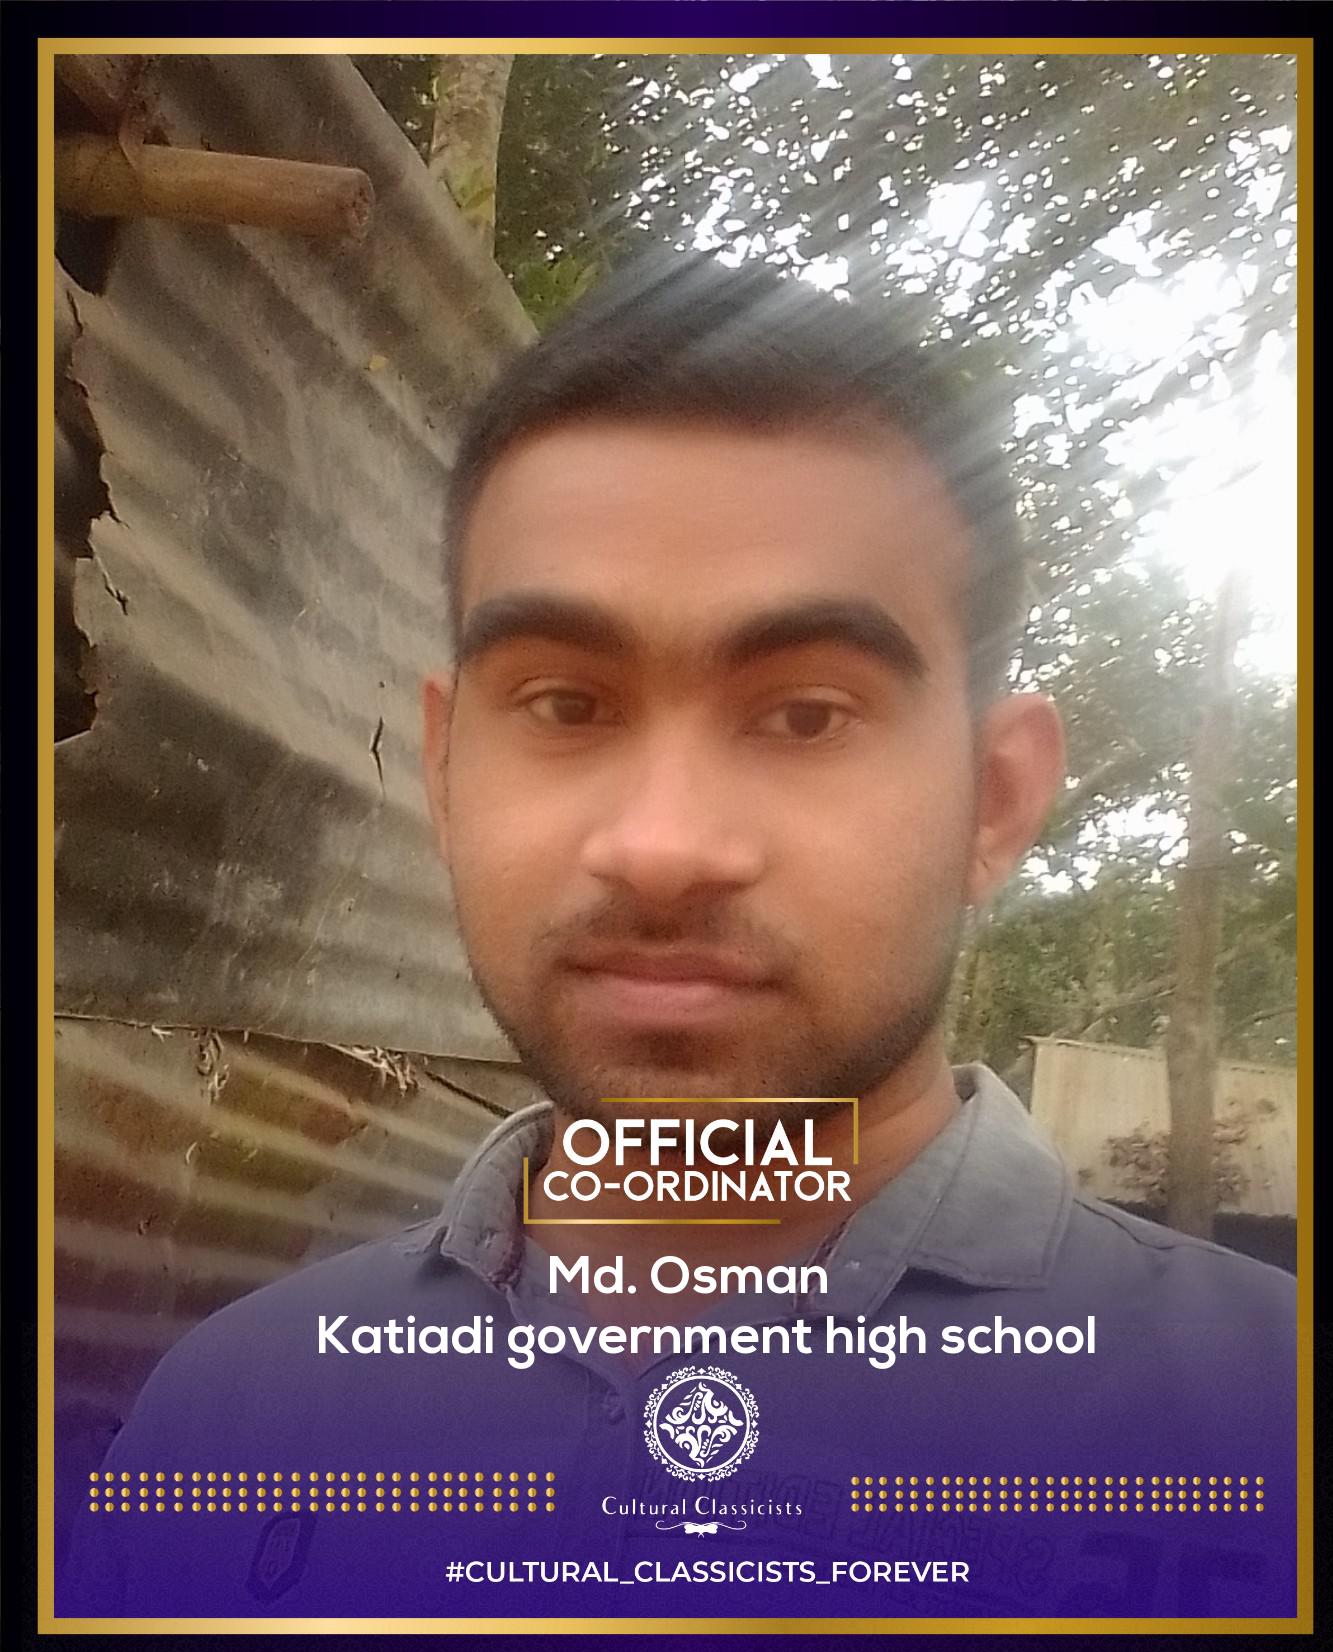 OFFICIAL
CO-ORDINATOR
Md. Osman
Katiadi government high school
Cultural Classicists
#CULTURAL_CLASSICISTS_FOREVER